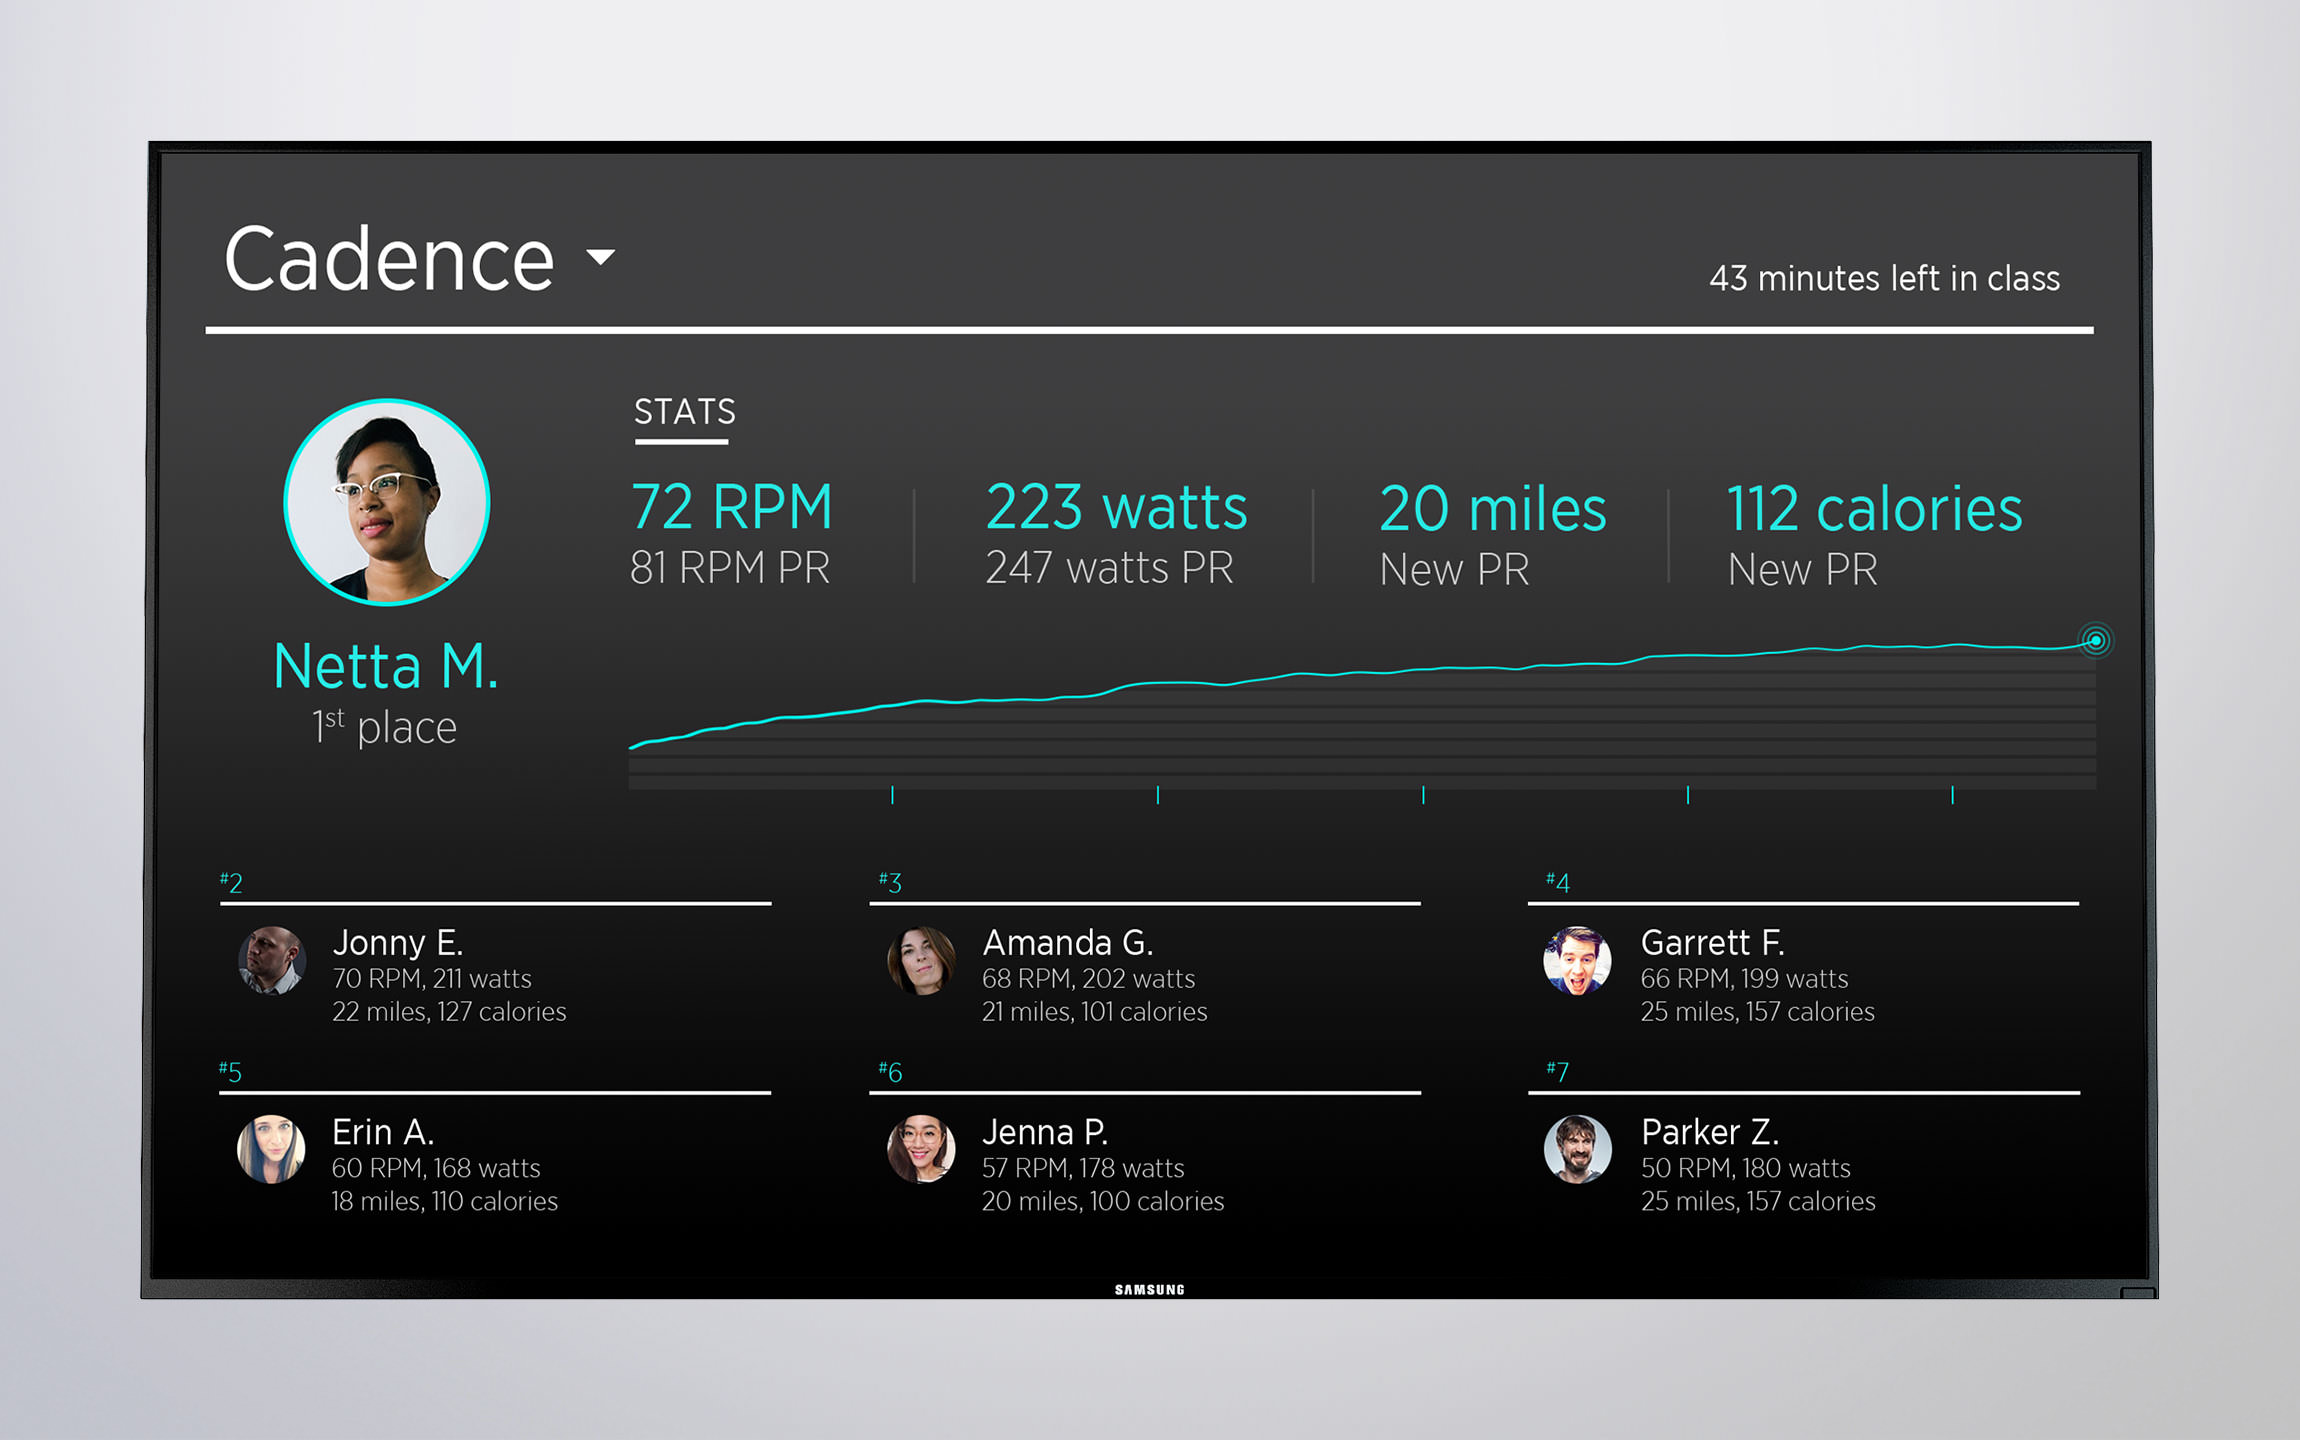 Cadence
43 minutes left in class
STATS
72 RPM
81 RPM PR
223 watts
247 watts PR
20 miles
New PR
112 calories
New PR
Netta M.
1st place
#2
Jonny E.
70 RPM, 211 watts
22 miles, 127 calories
#3
Amanda G.
68 RPM, 202 watts
21 miles, 101 calories
#4
Garrett F.
66 RPM, 199 watts
25 miles, 157 calories
#5
Erin A.
60 RPM, 168 watts
18 miles, 110 calories
#6
Jenna P.
57 RPM, 178 watts
20 miles, 100 calories
#7
Parker Z.
50 RPM, 180 watts
25 miles, 157 calories
SAMSUNG